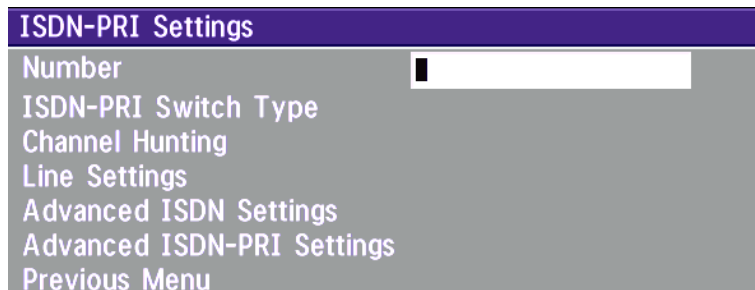 ISDN-PRI Settings
Number
ISDN-PRI Switch Type
Channel Hunting
Line Settings
Advanced ISDN Settings
Advanced ISDN-PRI Settings
Previous Menu